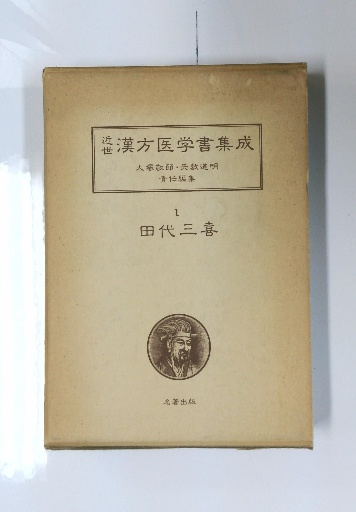 近世漢方医学書集成
大塚敬節・矢数道明
責任編集
1
田代三喜
名著出版